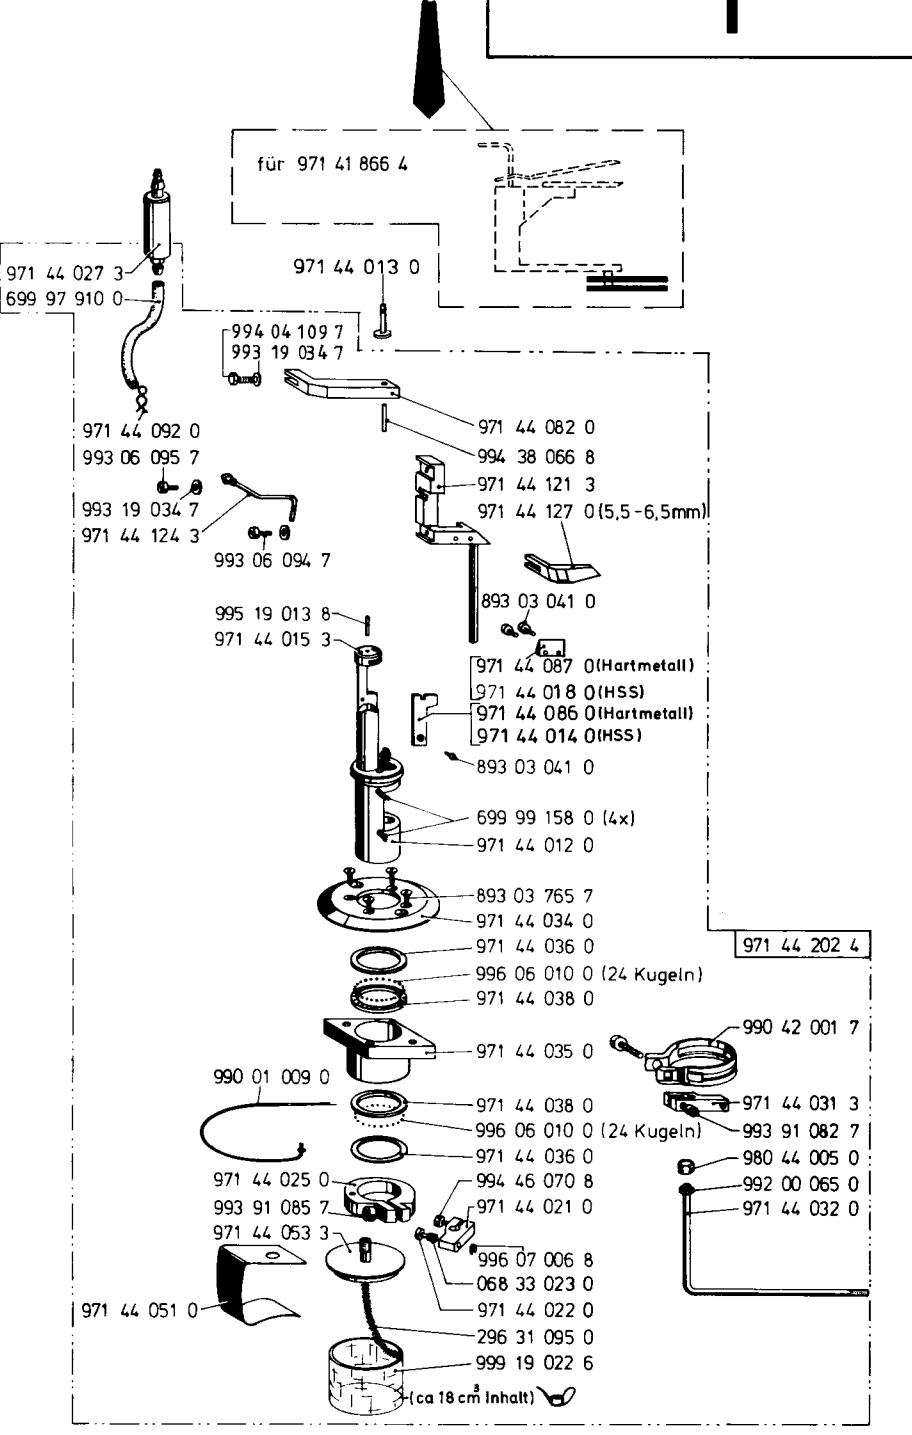 für 971 41 866 4
971 44 027 3
699 97 910 0
971 44 013 0
994 04 109 7
993 19 034 7
971 44 092 0
993 06 095 7
993 19 034 7
971 44 124 3
993 06 094 7
971 44 082 0
994 38 066 8
971 44 121 3
971 44 127 0 (5,5-6,5mm)
893 03 041 0
995 19 013 8
971 44 015 3
971 44 087 0 (Hartmetall)
971 44 018 0 (HSS)
971 44 086 0 (Hartmetall)
971 44 014 0 (HSS)
893 03 041 0
699 99 158 0 (4x)
971 44 012 0
893 03 765 7
971 44 034 0
971 44 036 0
996 06 010 0 (24 Kugeln)
971 44 038 0
971 44 202 4
990 42 001 7
971 44 035 0
990 01 009 0
971 44 038 0
996 06 010 0 (24 Kugeln)
971 44 036 0
971 44 031 3
993 91 082 7
980 44 005 0
992 00 065 0
971 44 032 0
971 44 025 0
993 91 085 7
971 44 053 3
994 46 070 8
971 44 021 0
996 07 006 8
068 33 023 0
971 44 022 0
971 44 051 0
296 31 095 0
999 19 022 6
(ca 18 cm³ Inhalt)